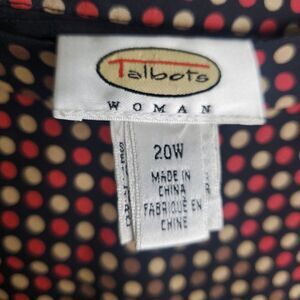 Talbots
WOMAN
20W
MADE IN
CHINA
FABRIQUÉ EN
CHINE